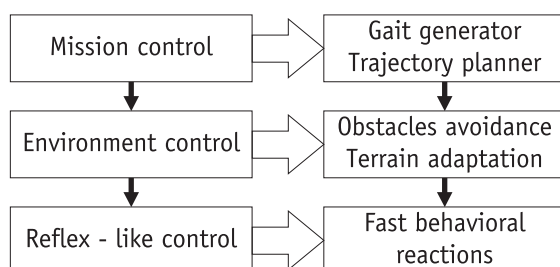 Mission control
Gait generator
Trajectory planner
Environment control
Obstacles avoidance
Terrain adaptation
Reflex - like control
Fast behavioral
reactions